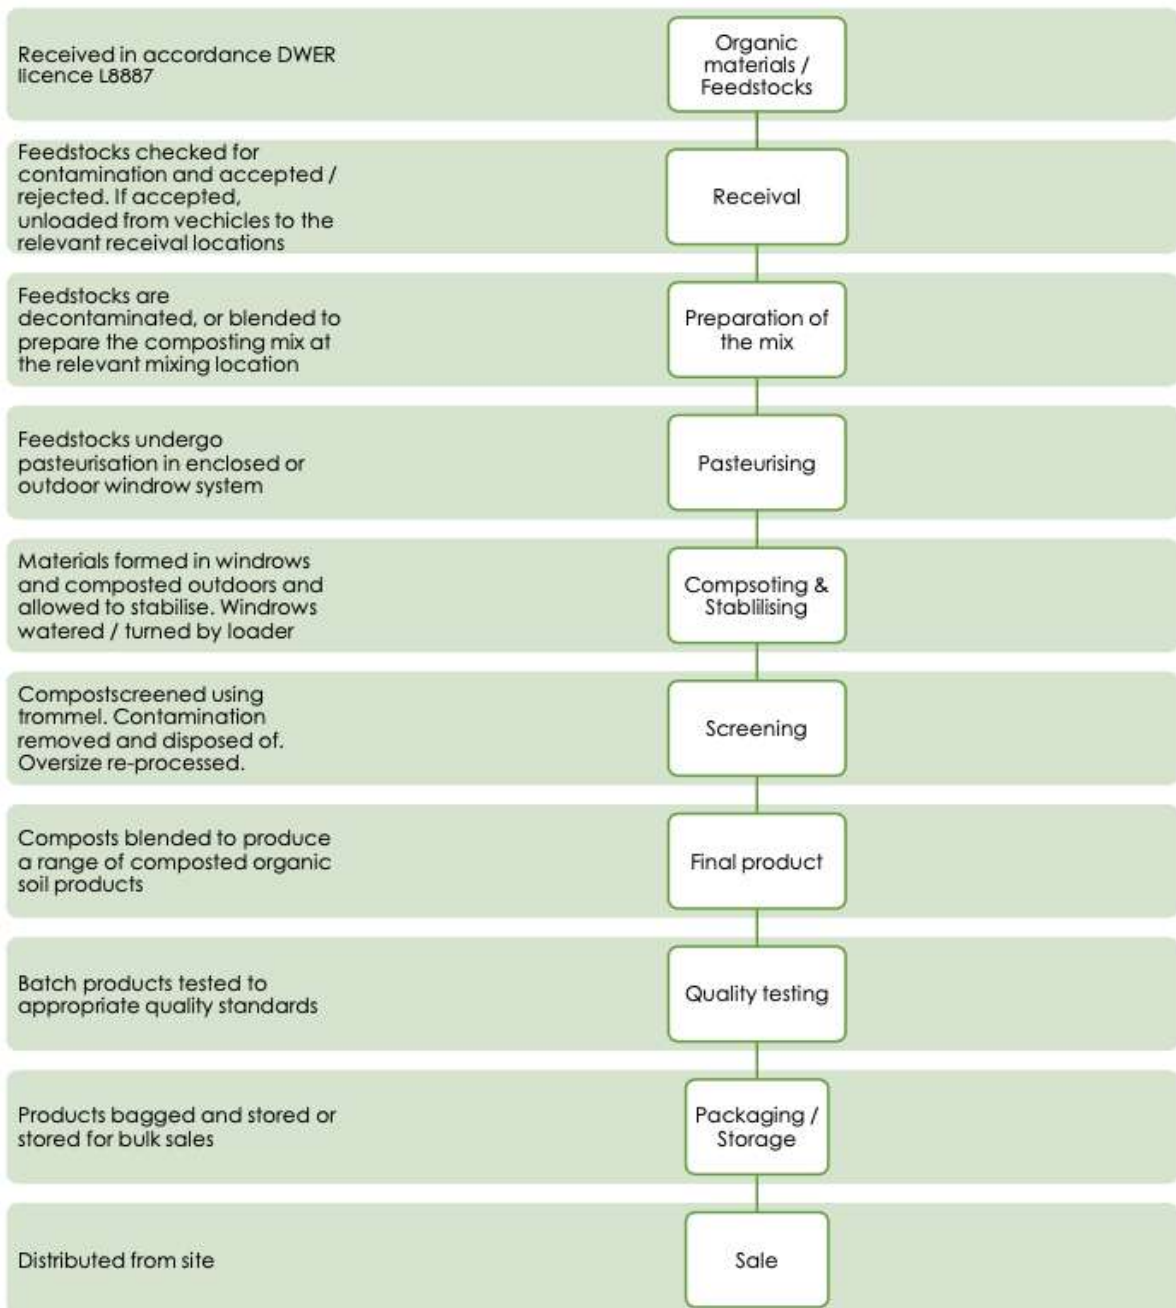 Received in accordance DWER
licence L8887
Organic
materials /
Feedstocks
Feedstocks checked for
contamination and accepted /
rejected. If accepted,
unloaded from vechicles to the
relevant receival locations
Receival
Feedstocks are
decontaminated, or blended to
prepare the composting mix at
the relevant mixing location
Preparation of
the mix
Feedstocks undergo
pasteurisation in enclosed or
outdoor windrow system
Pasteurising
Materials formed in windrows
and composted outdoors and
allowed to stabilise. Windrows
watered / turned by loader
Compsoting &
Stablilising
Compostscreened using
trommel. Contamination
removed and disposed of.
Oversize re-processed.
Screening
Composts blended to produce
a range of composted organic
soil products
Final product
Batch products tested to
appropriate quality standards
Quality testing
Products bagged and stored or
stored for bulk sales
Packaging /
Storage
Distributed from site
Sale